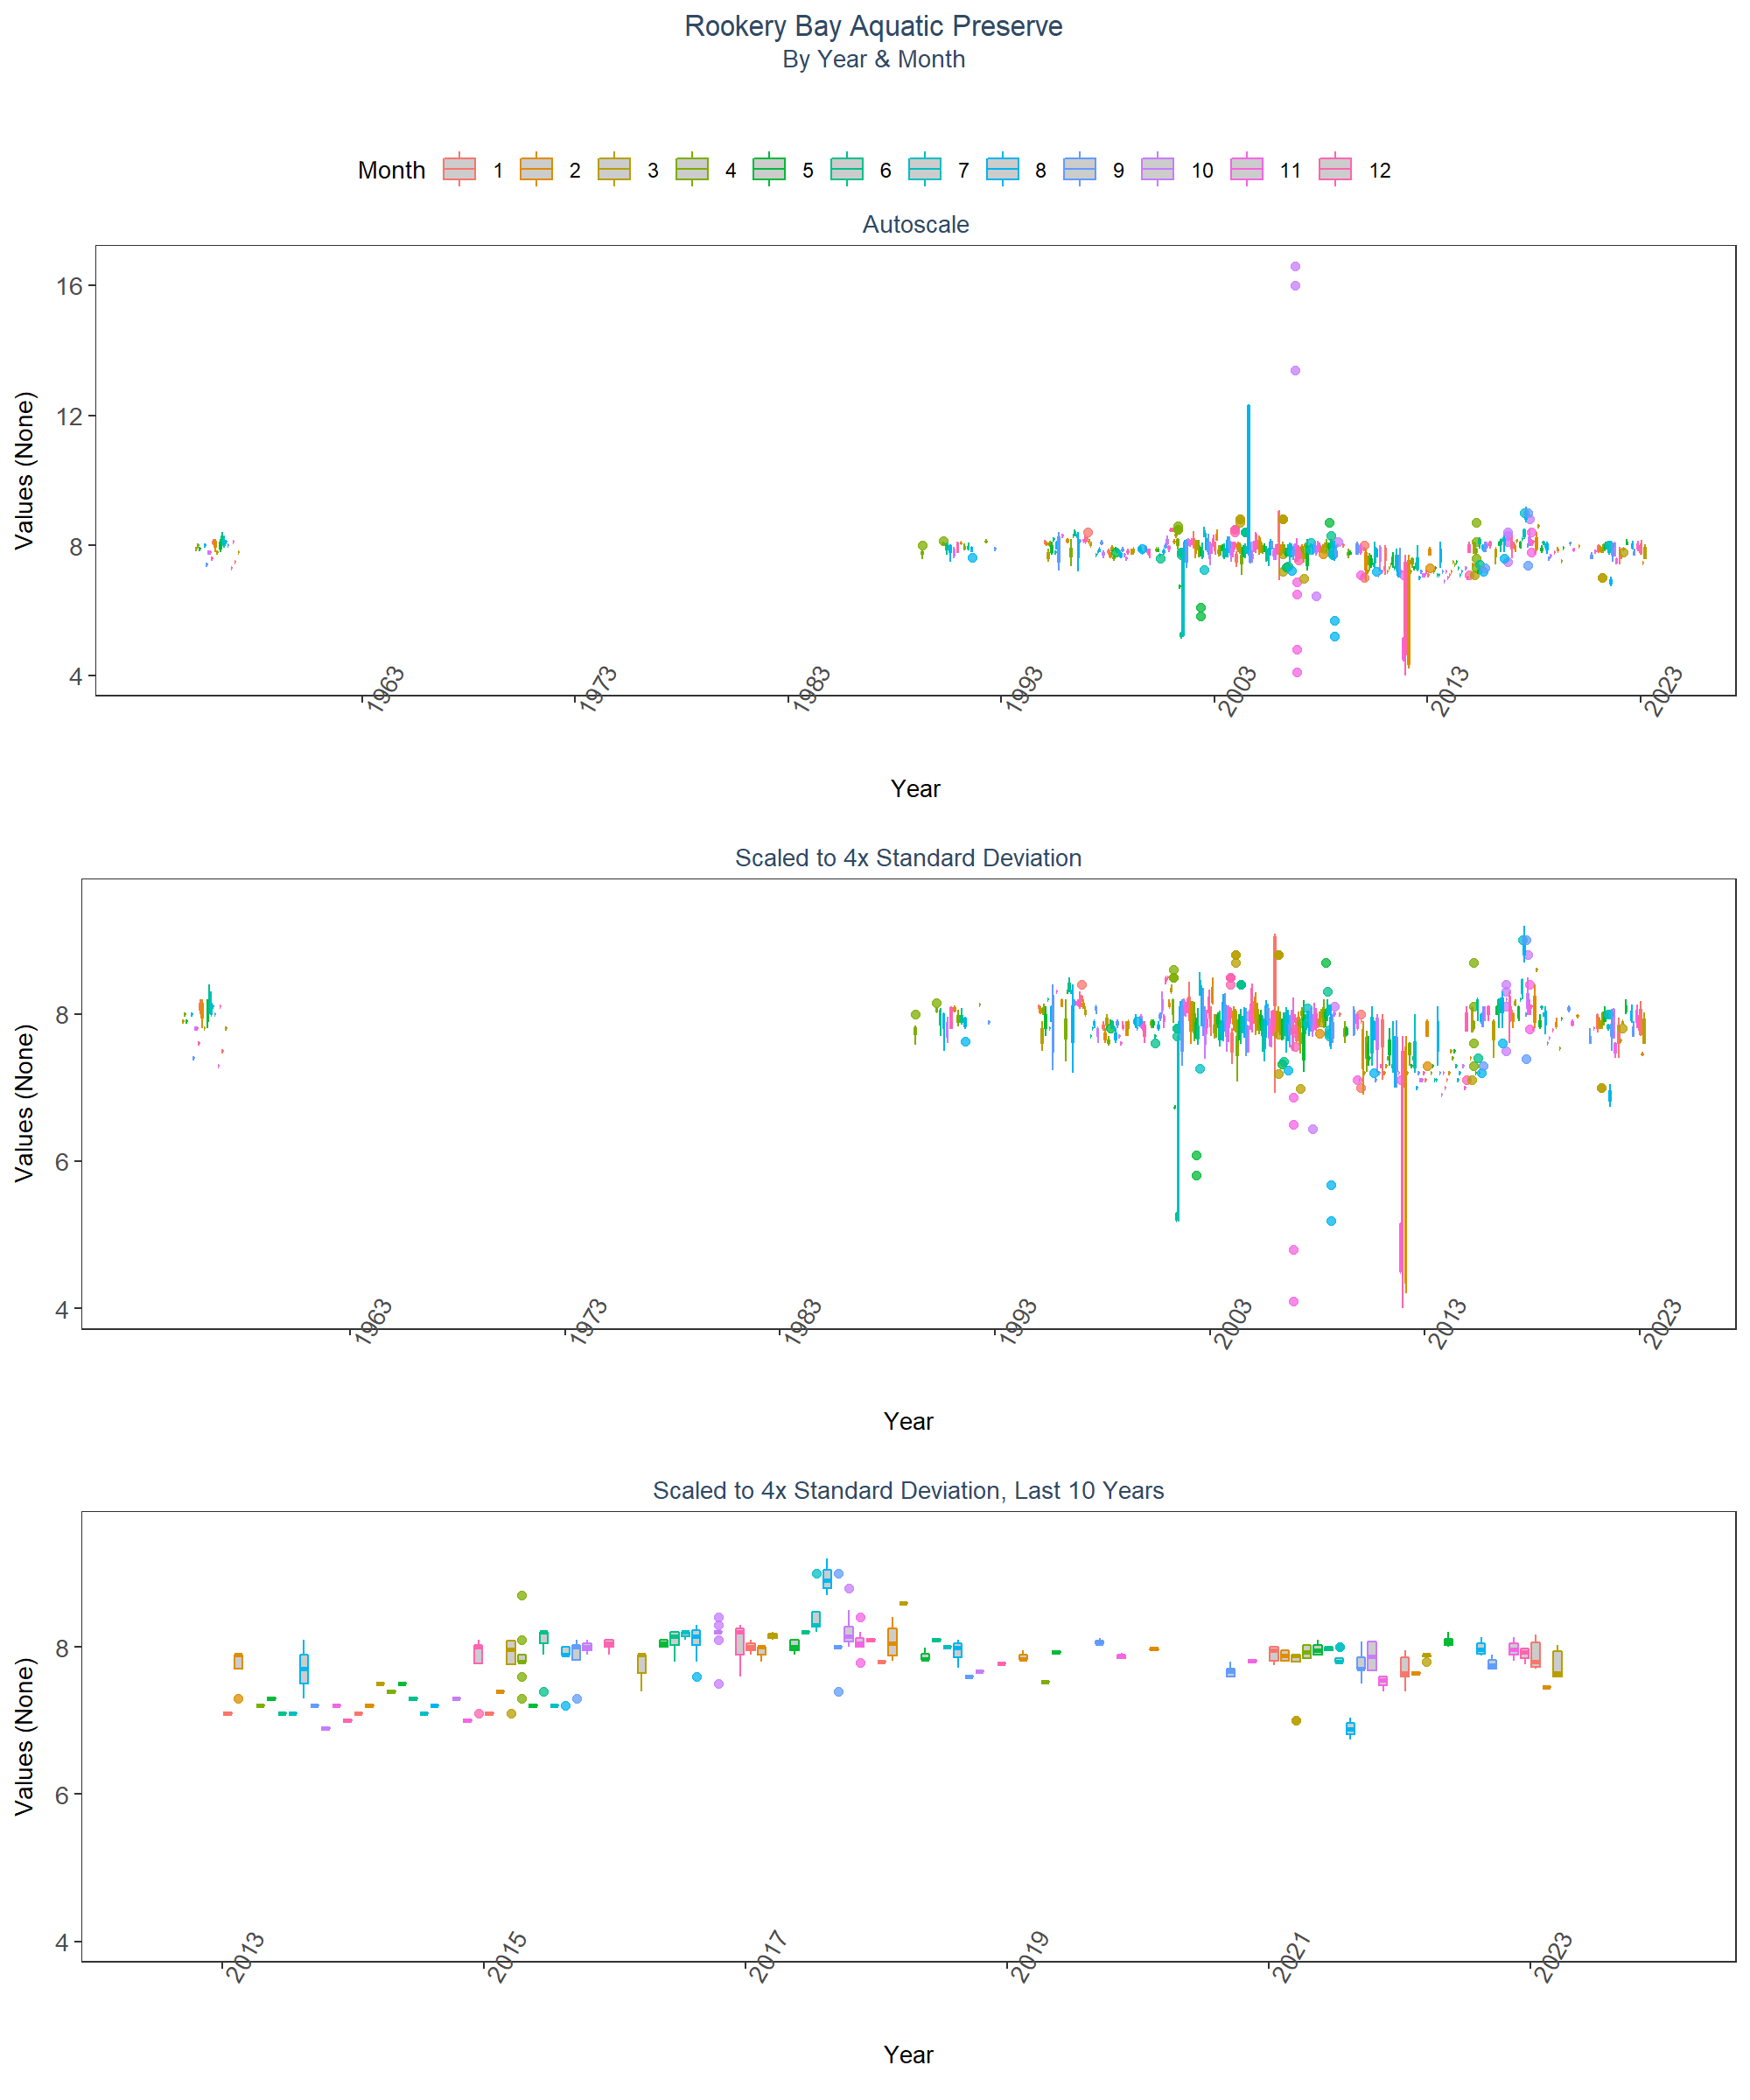 Rookery Bay Aquatic Preserve
By Year & Month
Month 1 2 3 4 5 6 7 8 9 10 11 12
Autoscale
Values (None)
16
12
8
4
1963 1973 1983 1993 2003 2013 2023
Year
Scaled to 4x Standard Deviation
Values (None)
8
6
4
1963 1973 1983 1993 2003 2013 2023
Year
Scaled to 4x Standard Deviation, Last 10 Years
Values (None)
8
6
4
2013 2015 2017 2019 2021 2023
Year